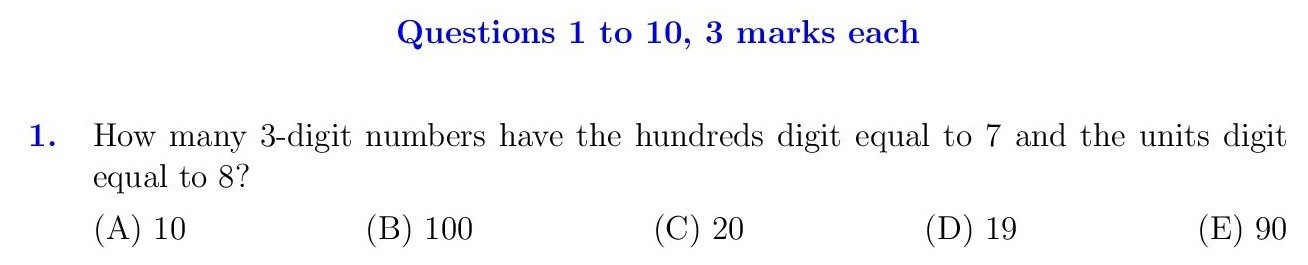 Questions 1 to 10, 3 marks each
1. How many 3-digit numbers have the hundreds digit equal to 7 and the units digit
equal to 8?
(A) 10 (B) 100 (C) 20 (D) 19 (E) 90